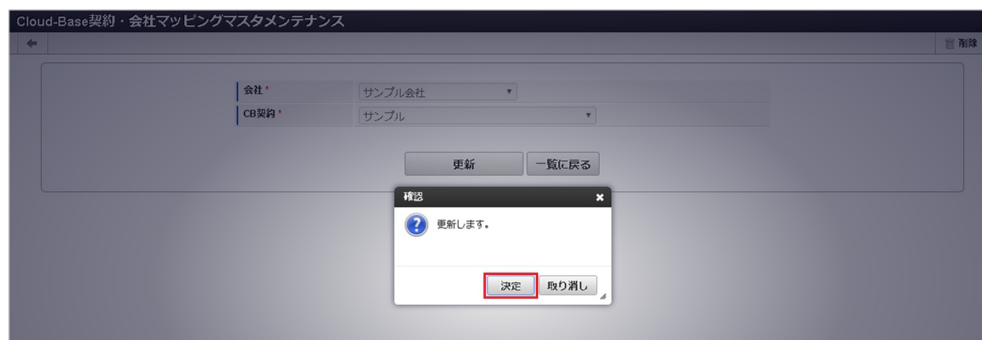 Cloud-Base契約・会社マッピングマスタメンテナンス
削除
会社 * サンプル会社
CB契約 * サンプル
更新 一覧に戻る
確認
更新します。
決定 取り消し